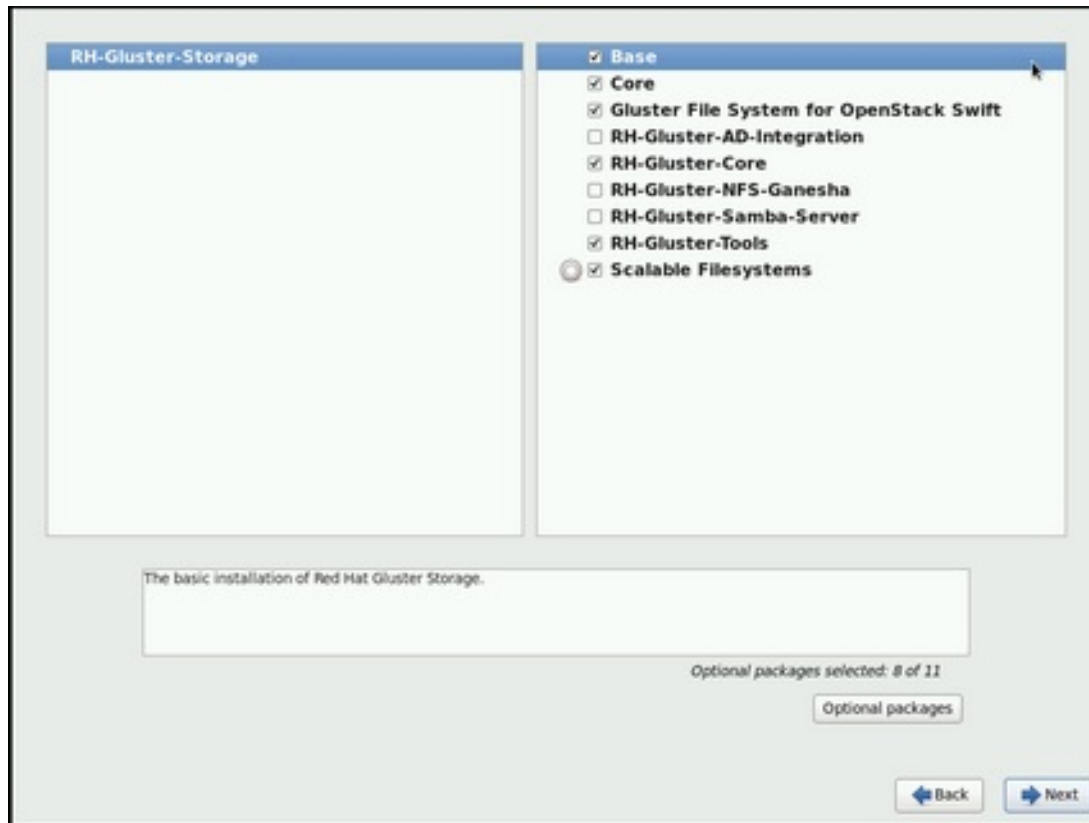 RH-Gluster-Storage
Base
Core
Gluster File System for OpenStack Swift
RH-Gluster-AD-Integration
RH-Gluster-Core
RH-Gluster-NFS-Ganesha
RH-Gluster-Samba-Server
RH-Gluster-Tools
Scalable Filesystems
The basic installation of Red Hat Gluster Storage.
Optional packages selected: 8 of 11
Optional packages
Back
Next